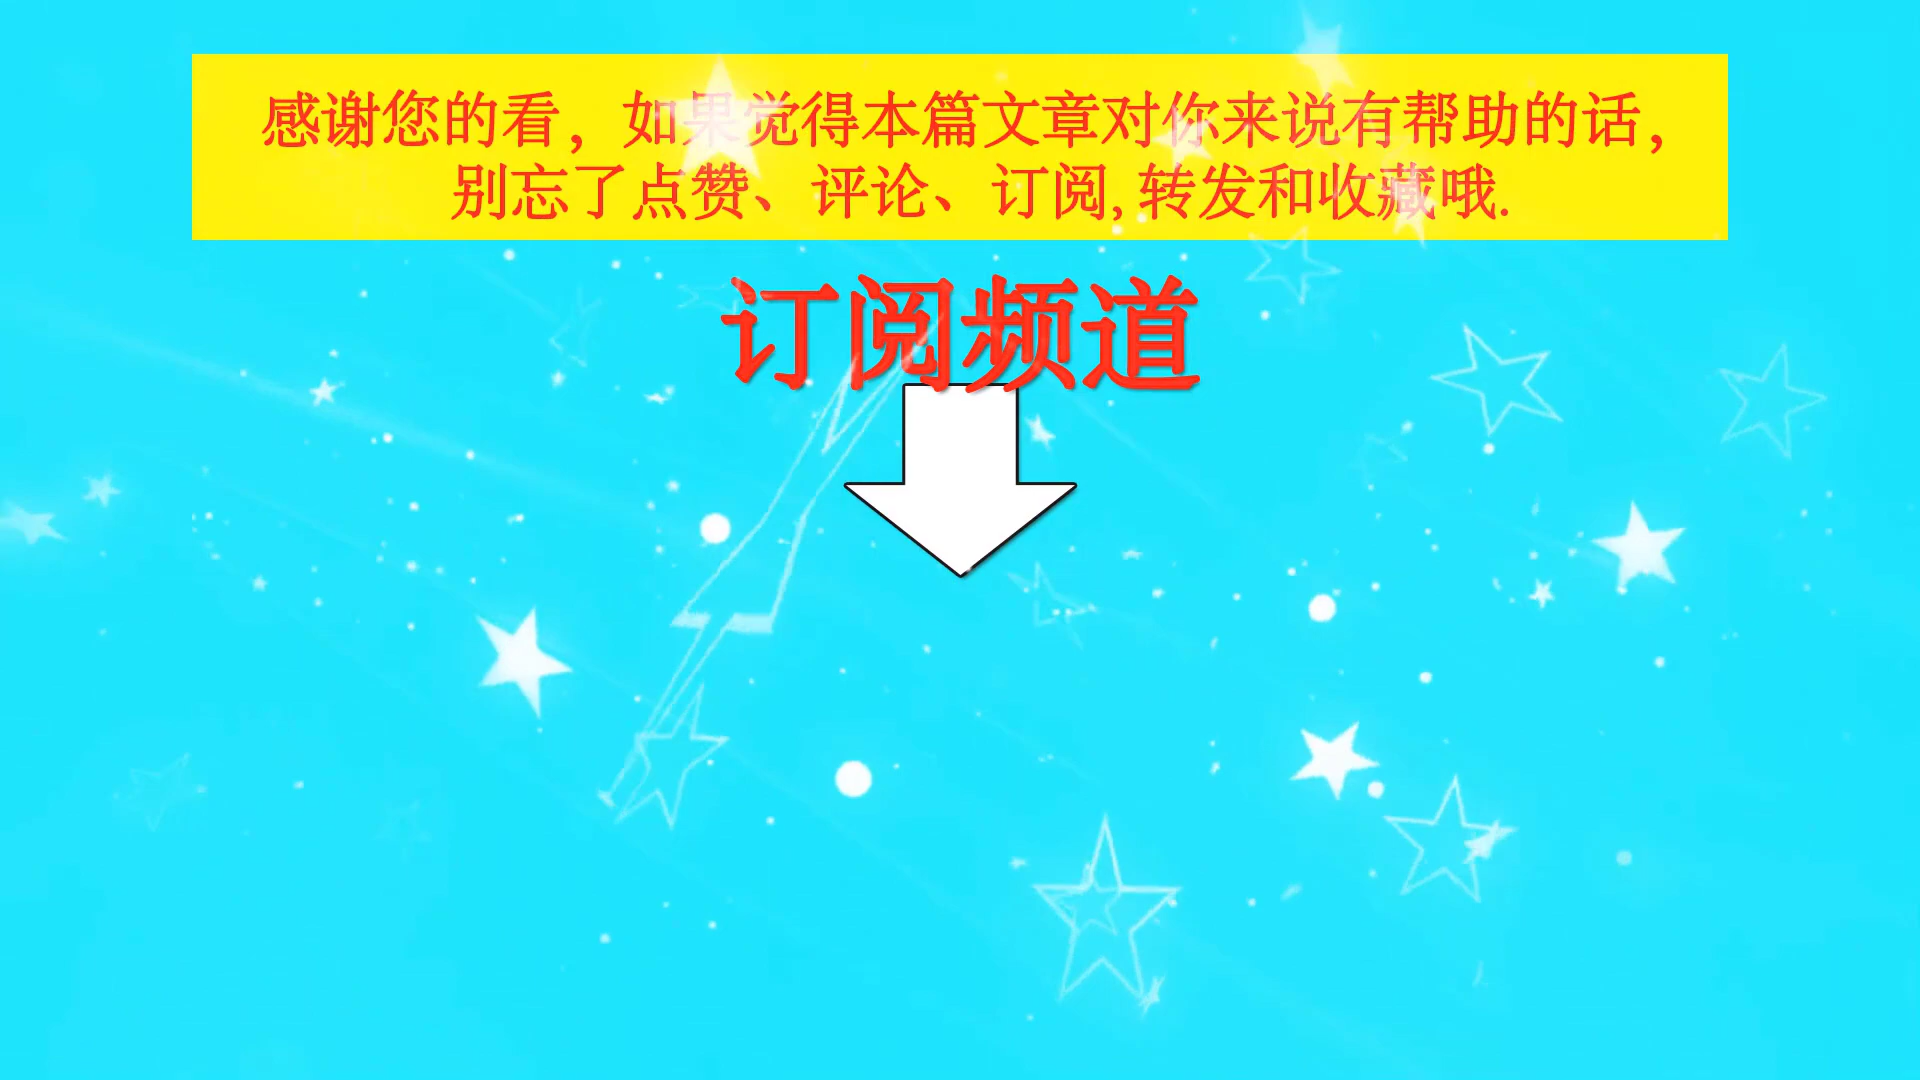 感谢您的看，如果觉得本篇文章对你来说有帮助的话，
别忘了点赞、评论、订阅,转发和收藏哦.
订阅频道